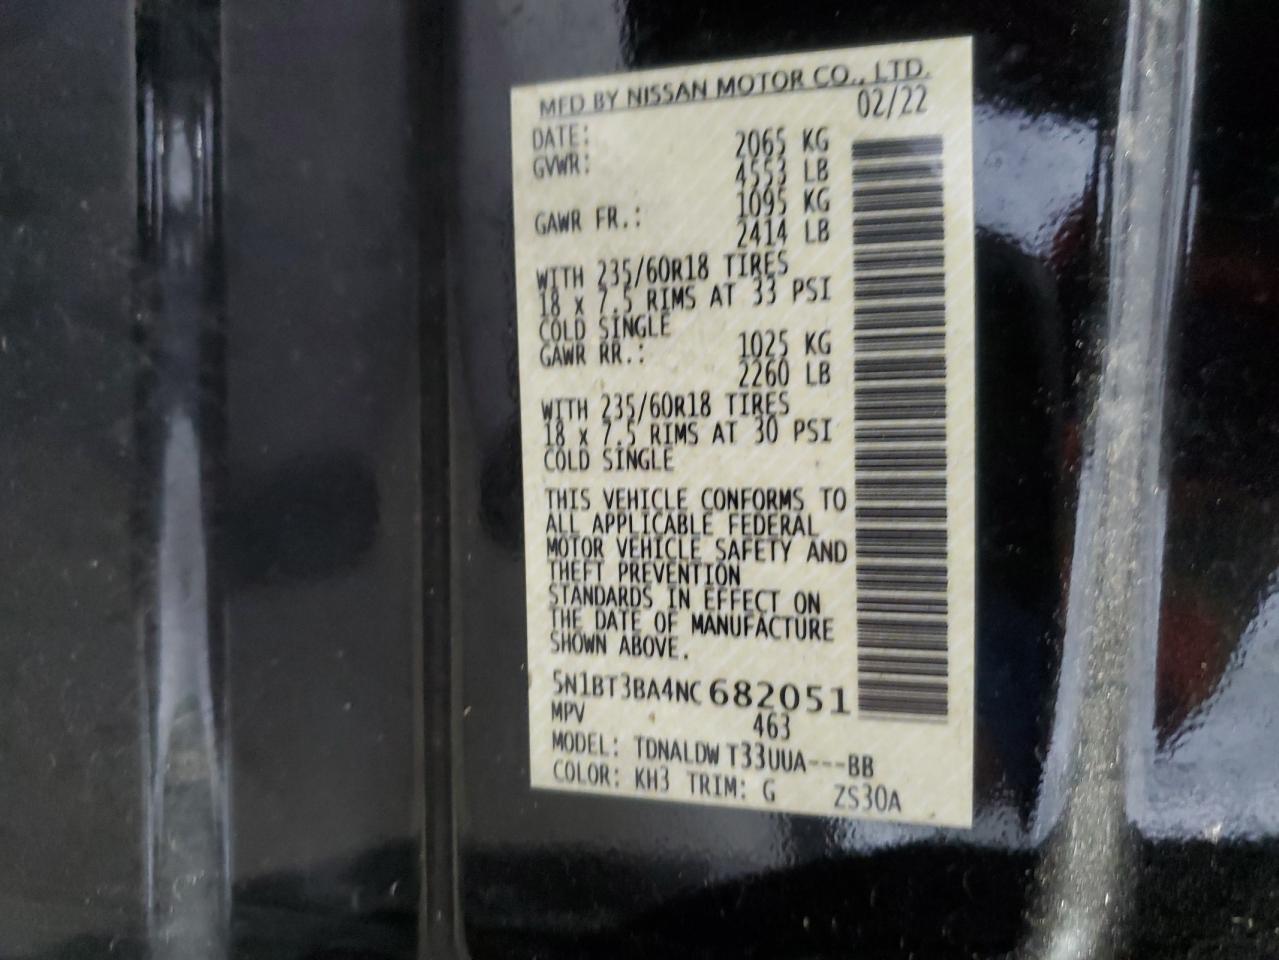 MFD BY NISSAN MOTOR CO., LTD.
DATE: 02/22
GVWR: 2065 KG
4553 LB
GAWR FR.: 1095 KG
2414 LB
WITH 235/60R18 TIRES
18 x 7.5 RIMS AT 33 PSI
COLD SINGLE
GAWR RR.: 1025 KG
2260 LB
WITH 235/60R18 TIRES
18 x 7.5 RIMS AT 30 PSI
COLD SINGLE
THIS VEHICLE CONFORMS TO
ALL APPLICABLE FEDERAL
MOTOR VEHICLE SAFETY AND
THEFT PREVENTION
STANDARDS IN EFFECT ON
THE DATE OF MANUFACTURE
SHOWN ABOVE.
5N1BT3BA4NC682051
MPV 463
MODEL: TDNALDW T33UUA---BB
COLOR: KH3 TRIM: G ZS30A